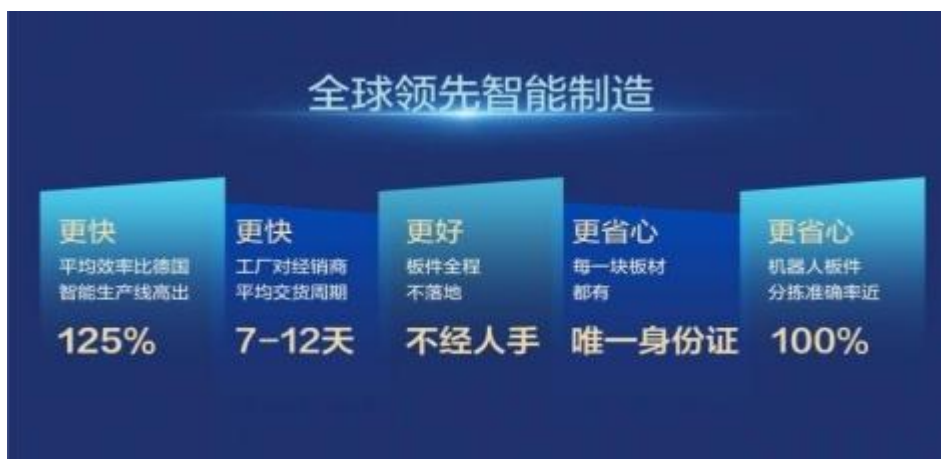 全球领先智能制造
更快
平均效率比德国
智能生产线高出
125%
更快
工厂对经销商
平均交货周期
7-12天
更好
板件全程
不落地
不经人手
更省心
每一块板材
都有
唯一身份证
更省心
机器人板件
分拣准确率近
100%